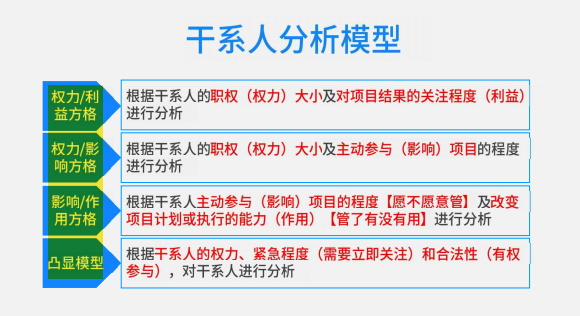 干系人分析模型
权力/利
益方格
根据干系人的职权（权力）大小及对项目结果的关注程度（利益）
进行分析
权力/影
响方格
根据干系人的职权（权力）大小及主动参与（影响）项目的程度
进行分析
影响/作
用方格
根据干系人主动参与（影响）项目的程度【愿不愿意管】及改变
项目计划或执行的能力（作用）【管了有没有用】进行分析
凸显模型
根据干系人的权力、紧急程度（需要立即关注）和合法性（有权
参与），对干系人进行分析